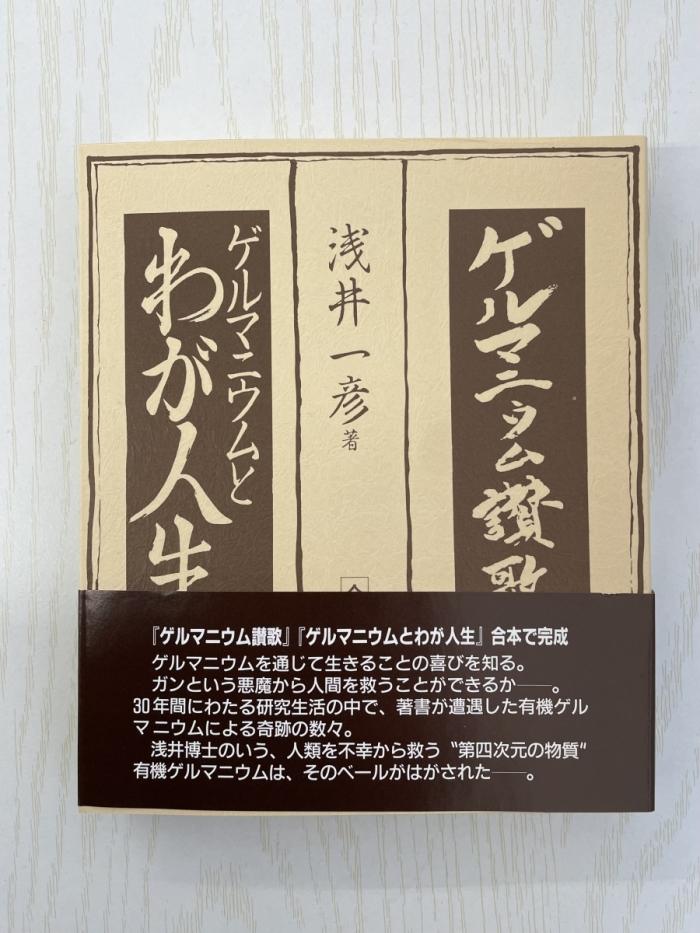 ゲルマニウム讃歌
浅井一彦著
ゲルマニウムと
わが人生
『ゲルマニウム讃歌』『ゲルマニウムとわが人生』合本で完成
ゲルマニウムを通じて生きることの喜びを知る。
ガンという悪魔から人間を救うことができるか――。
30年間にわたる研究生活の中で、著書が遭遇した有機ゲル
マニウムによる奇跡の数々。
浅井博士のいう、人類を不幸から救う〝第四次元の物質〟
有機ゲルマニウムは、そのベールがはがされた――。